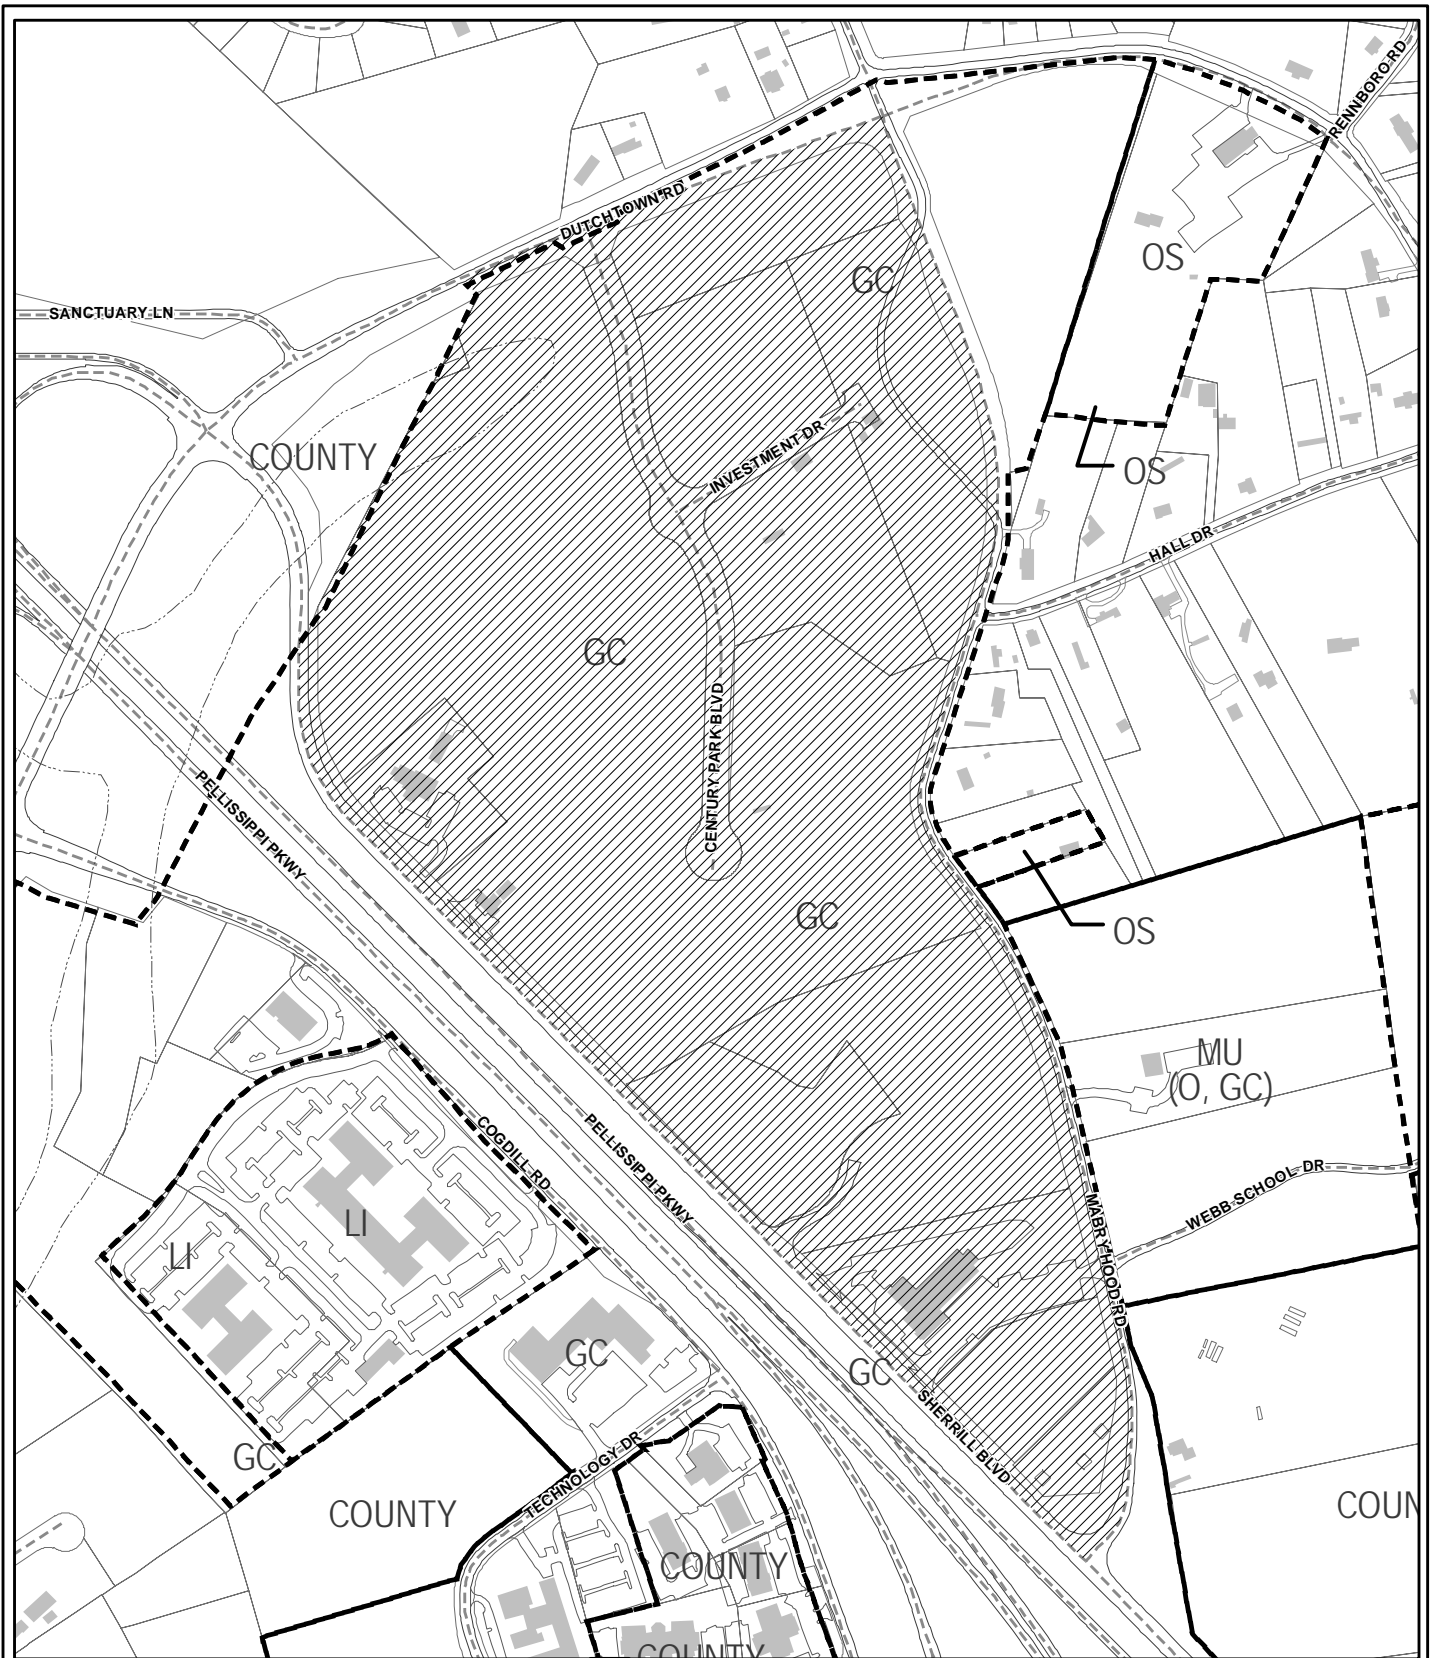 RENNBORO RD
DUTCHTOWN RD
OS
GC
SANCTUARY LN
COUNTY
INVESTMENT DR
OS
HALL DR
GC
CENTURY PARK BLVD
PELLISSIPPI PKWY
GC
OS
MU
(O, GC)
COGDILL RD
PELLISSIPPI PKWY
WEBB SCHOOL DR
MABRY HOOD RD
LI
LI
GC
GC
SHERRILL BLVD
GC
TECHNOLOGY DR
COUNTY
COUN
COUNTY
COUNTY